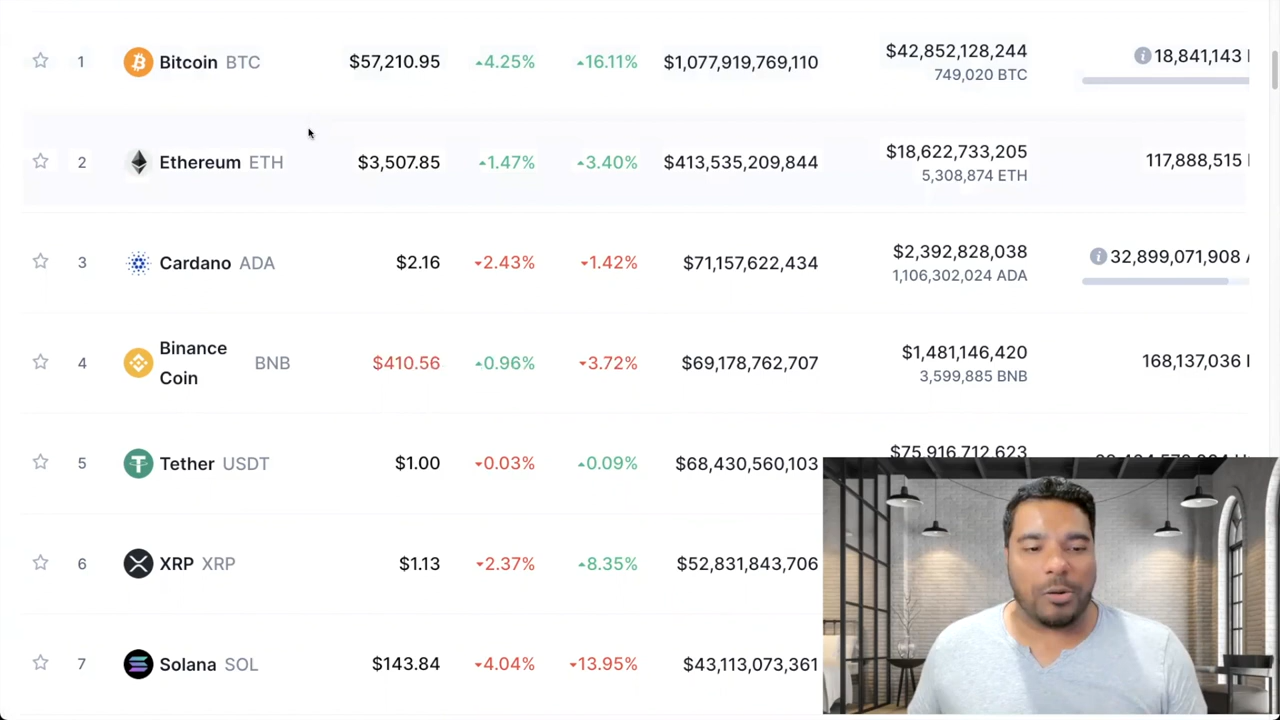 1 Bitcoin BTC $57,210.95 4.25% 16.11% $1,077,919,769,110 $42,852,128,244 18,841,143
749,020 BTC
2 Ethereum ETH $3,507.85 1.47% 3.40% $413,535,209,844 $18,622,733,205 117,888,515
5,308,874 ETH
3 Cardano ADA $2.16 2.43% 1.42% $71,157,622,434 $2,392,828,038 32,899,071,908
1,106,302,024 ADA
4 Binance Coin BNB $410.56 0.96% 3.72% $69,178,762,707 $1,481,146,420 168,137,036
3,599,885 BNB
5 Tether USDT $1.00 0.03% 0.09% $68,430,560,103 $75,916,712,623
6 XRP XRP $1.13 2.37% 8.35% $52,831,843,706
7 Solana SOL $143.84 4.04% 13.95% $43,113,073,361